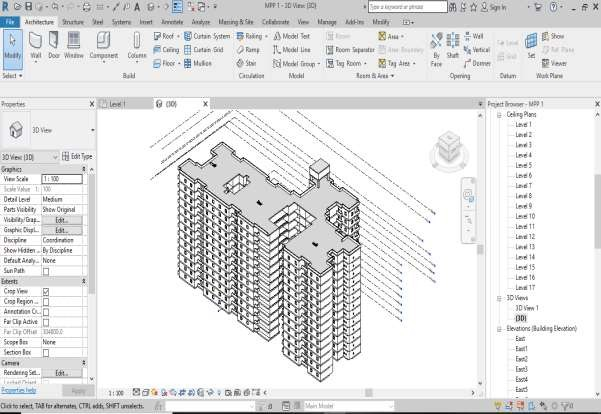 MPP 1 - 3D View {3D}
Type a keyword or phrase
Sign In
Architecture Structure Steel Systems Insert Annotate Analyze Massing & Site Collaborate View Manage Add-Ins Modify
Modify Wall Door Window Component Column
Roof Curtain System
Ceiling Curtain Grid
Floor Mullion
Railing
Ramp
Stair
Model Text
Model Line
Model Group
Room
Room Separator
Tag Room
Area
Area Boundary
Tag Area
By Face
Shaft
Wall
Vertical
Dormer
Level
Grid
Set
Show
Ref Plane
Viewer
Select
Build
Circulation
Model
Room & Area
Opening
Datum
Work Plane
Properties
3D View
3D View: {3D}
Edit Type
Graphics
View Scale 1 : 100
Scale Value 1: 100
Detail Level Medium
Parts Visibility Show Original
Visibility/Grap... Edit...
Graphic Displ... Edit...
Discipline Coordination
Show Hidden ... By Discipline
Default Analy... None
Sun Path
Extents
Crop View
Crop Region ...
Annotation Cr...
Far Clip Active
Far Clip Offset 304800.0
Scope Box None
Section Box
Camera
Rendering Set... Edit...
Locked Orient...
Properties help
Apply
Level 1
{3D}
1 : 100
Project Browser - MPP 1
Ceiling Plans
Level 1
Level 2
Level 3
Level 4
Level 5
Level 6
Level 7
Level 8
Level 9
Level 10
Level 11
Level 12
Level 13
Level 14
Level 15
Level 16
Level 17
3D Views
3D View 1
{3D}
Elevations (Building Elevation)
East
East1
East2
East3
East4
East5
Click to select, TAB for alternates, CTRL adds, SHIFT unselects.
:0
Main Model
:0